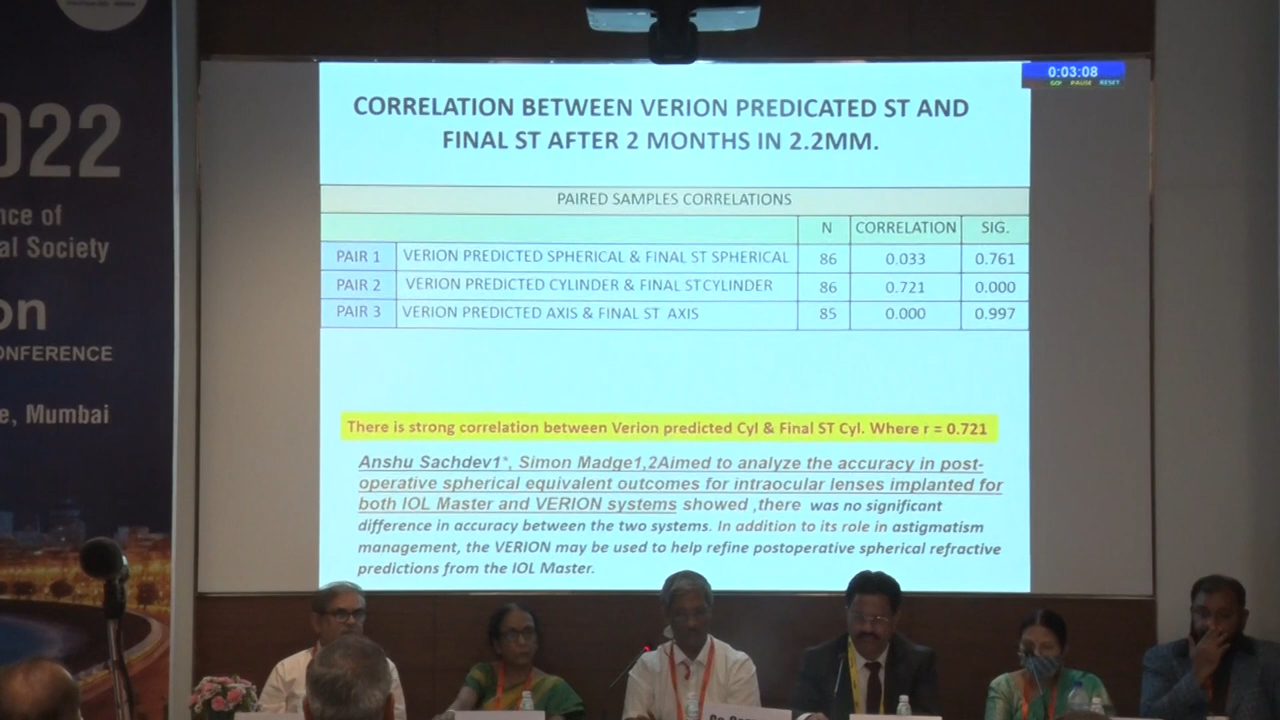 022
nce of
al Society
on
ONFERENCE
e, Mumbai
0:03:08
GO! PAUSE RESET
CORRELATION BETWEEN VERION PREDICATED ST AND
FINAL ST AFTER 2 MONTHS IN 2.2MM.
PAIRED SAMPLES CORRELATIONS
N CORRELATION SIG.
PAIR 1 VERION PREDICTED SPHERICAL & FINAL ST SPHERICAL 86 0.033 0.761
PAIR 2 VERION PREDICTED CYLINDER & FINAL ST CYLINDER 86 0.721 0.000
PAIR 3 VERION PREDICTED AXIS & FINAL ST AXIS 85 0.000 0.997
There is strong correlation between Verion predicted Cyl & Final ST Cyl. Where r = 0.721
Anshu Sachdev1*, Simon Madge1,2Aimed to analyze the accuracy in post-
operative spherical equivalent outcomes for intraocular lenses implanted for
both IOL Master and VERION systems showed ,there was no significant
difference in accuracy between the two systems. In addition to its role in astigmatism
management, the VERION may be used to help refine postoperative spherical refractive
predictions from the IOL Master.